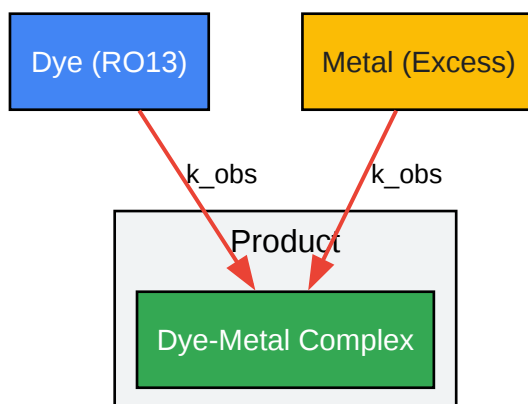 Dye (RO13)
Metal (Excess)
k_obs
k_obs
Product
Dye-Metal Complex